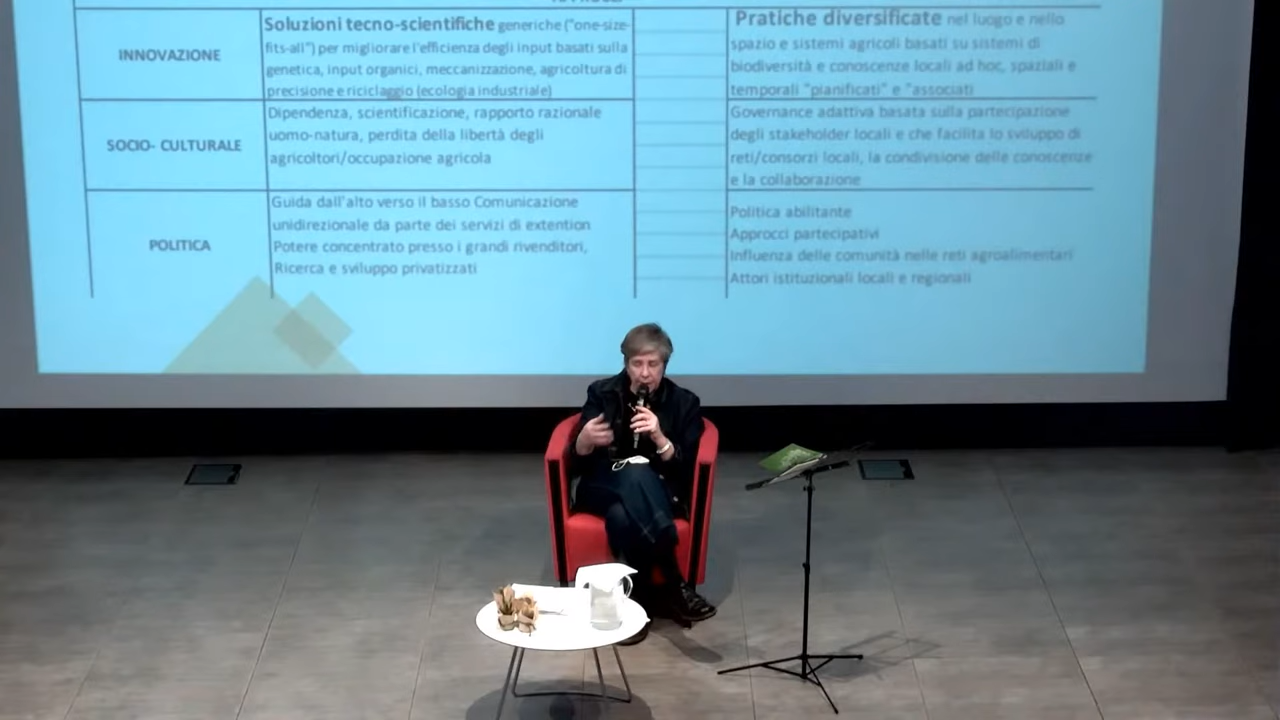 INNOVAZIONE
Soluzioni tecno-scientifiche generiche ("one-size-
fits-all") per migliorare l'efficienza degli input basati sulla
genetica, input organici, meccanizzazione, agricoltura di
precisione e riciclaggio (ecologia industriale)
Pratiche diversificate nel luogo e nello
spazio e sistemi agricoli basati su sistemi di
biodiversità e conoscenze locali ad hoc, spaziali e
temporali "pianificati" e "associati
SOCIO- CULTURALE
Dipendenza, scientificazione, rapporto razionale
uomo-natura, perdita della libertà degli
agricoltori/occupazione agricola
Governance adattiva basata sulla partecipazione
degli stakeholder locali e che facilita lo sviluppo di
reti/consorzi locali, la condivisione delle conoscenze
e la collaborazione
POLITICA
Guida dall'alto verso il basso Comunicazione
unidirezionale da parte dei servizi di extention
Potere concentrato presso i grandi rivenditori,
Ricerca e sviluppo privatizzati
Politica abilitante
Approcci partecipativi
Influenza delle comunità nelle reti agroalimentari
Attori istituzionali locali e regionali